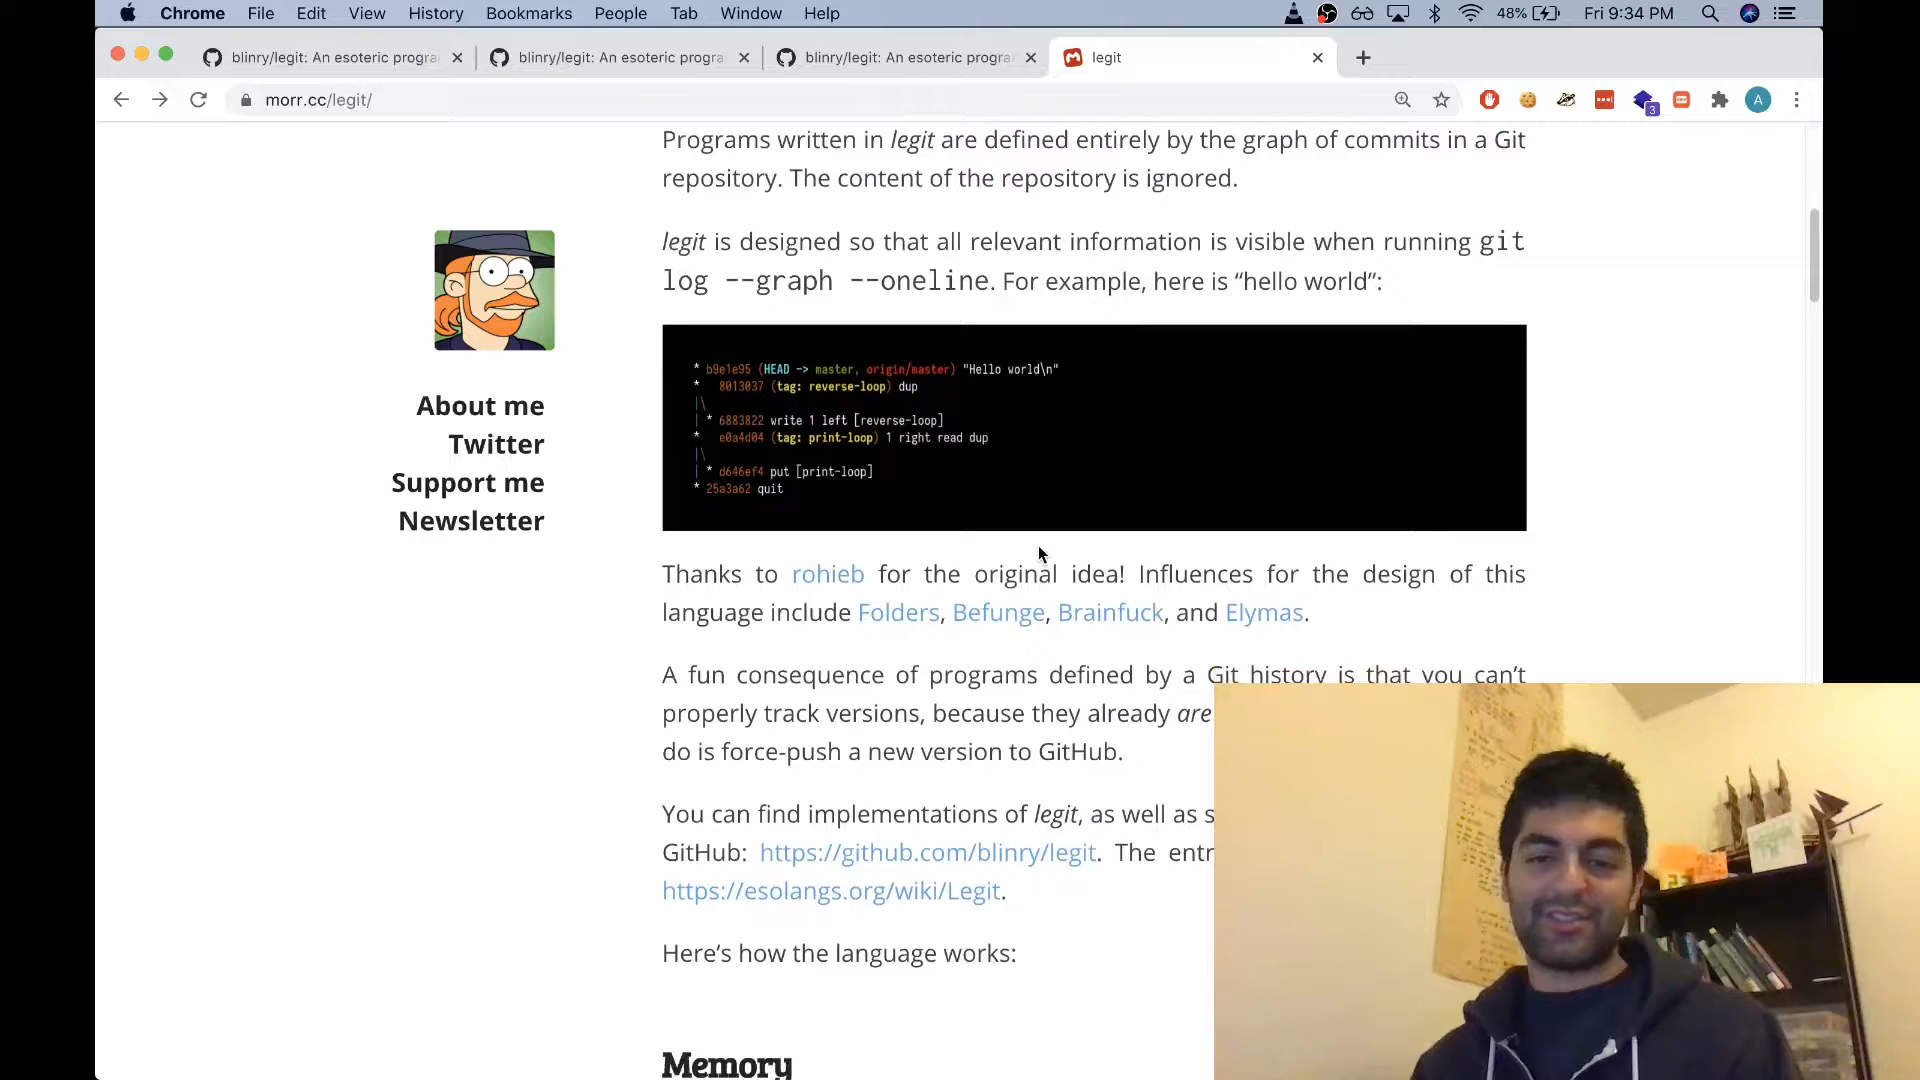 Chrome File Edit View History Bookmarks People Tab Window Help 48% Fri 9:34 PM
blinry/legit: An esoteric progra blinry/legit: An esoteric progra blinry/legit: An esoteric progra legit
morr.cc/legit/ A
3
Programs written in legit are defined entirely by the graph of commits in a Git
repository. The content of the repository is ignored.
legit is designed so that all relevant information is visible when running git
log --graph --oneline. For example, here is “hello world”:
* b9e1e95 (HEAD -> master, origin/master) "Hello world\n"
*   8013037 (tag: reverse-loop) dup
|\
| * 6883822 write 1 left [reverse-loop]
*   e0a4d04 (tag: print-loop) 1 right read dup
|\
| * d646ef4 put [print-loop]
* 25a3a62 quit
About me
Twitter
Support me
Newsletter
Thanks to rohieb for the original idea! Influences for the design of this
language include Folders, Befunge, Brainfuck, and Elymas.
A fun consequence of programs defined by a Git history is that you can’t
properly track versions, because they already are
do is force-push a new version to GitHub.
You can find implementations of legit, as well as s
GitHub: https://github.com/blinry/legit. The entr
https://esolangs.org/wiki/Legit.
Here’s how the language works:
Memory